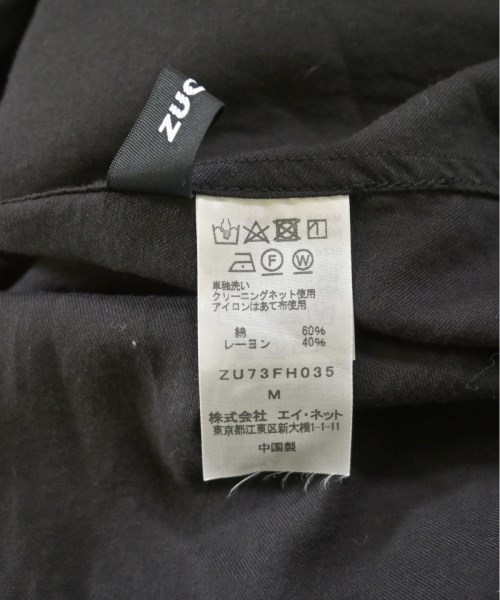 ZUC
F W
単独洗い
クリーニングネット使用
アイロンはあて布使用
綿 60%
レーヨン 40%
ZU73FH035
M
株式会社 エイ・ネット
東京都江東区新大橋1-1-11
中国製